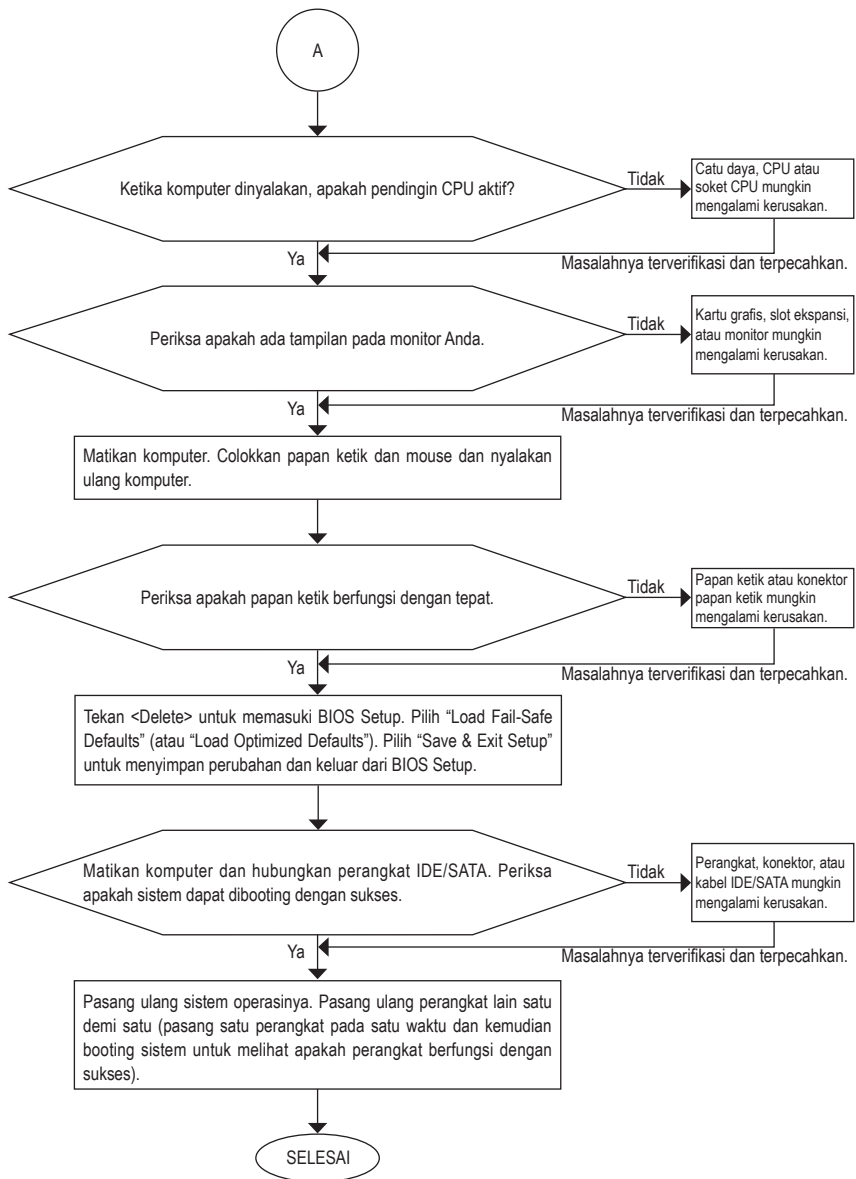 A
Ketika komputer dinyalakan, apakah pendingin CPU aktif?
Tidak
Catu daya, CPU atau
soket CPU mungkin
mengalami kerusakan.
Ya
Masalahnya terverifikasi dan terpecahkan.
Periksa apakah ada tampilan pada monitor Anda.
Tidak
Kartu grafis, slot ekspansi,
atau monitor mungkin
mengalami kerusakan.
Ya
Masalahnya terverifikasi dan terpecahkan.
Matikan komputer. Colokkan papan ketik dan mouse dan nyalakan
ulang komputer.
Periksa apakah papan ketik berfungsi dengan tepat.
Tidak
Papan ketik atau konektor
papan ketik mungkin
mengalami kerusakan.
Ya
Masalahnya terverifikasi dan terpecahkan.
Tekan <Delete> untuk memasuki BIOS Setup. Pilih “Load Fail-Safe
Defaults” (atau “Load Optimized Defaults”). Pilih “Save & Exit Setup”
untuk menyimpan perubahan dan keluar dari BIOS Setup.
Matikan komputer dan hubungkan perangkat IDE/SATA. Periksa
apakah sistem dapat dibooting dengan sukses.
Tidak
Perangkat, konektor, atau
kabel IDE/SATA mungkin
mengalami kerusakan.
Ya
Masalahnya terverifikasi dan terpecahkan.
Pasang ulang sistem operasinya. Pasang ulang perangkat lain satu
demi satu (pasang satu perangkat pada satu waktu dan kemudian
booting sistem untuk melihat apakah perangkat berfungsi dengan
sukses).
SELESAI